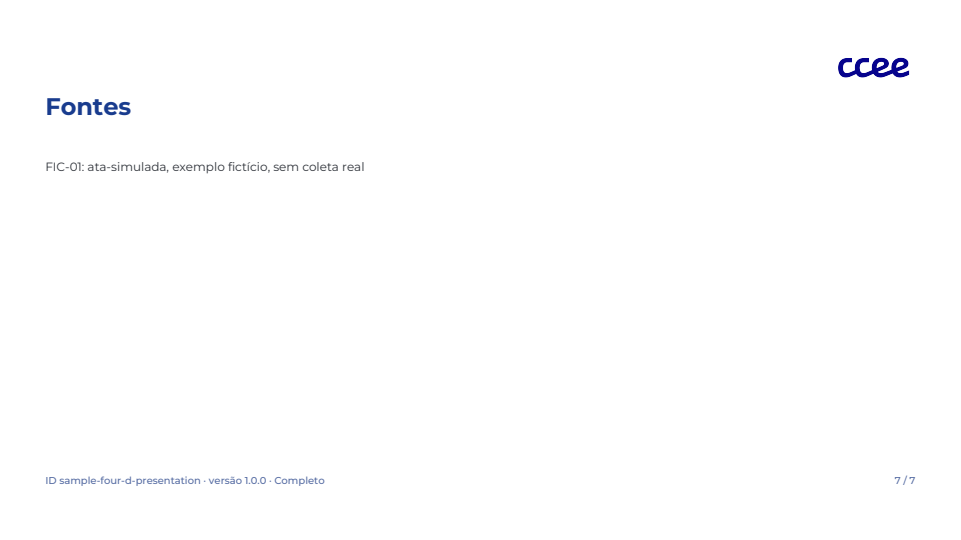 ccee
Fontes
FIC-01: ata-simulada, exemplo fictício, sem coleta real
ID sample-four-d-presentation · versão 1.0.0 · Completo
7 / 7